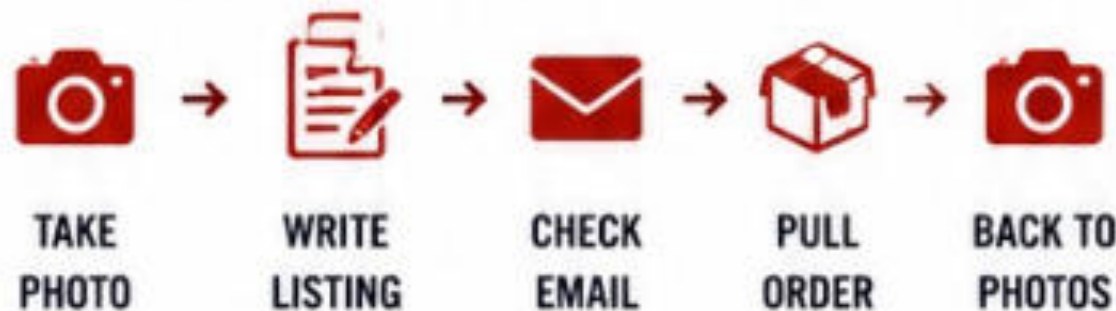 TAKE
PHOTO
WRITE
LISTING
CHECK
EMAIL
PULL
ORDER
BACK TO
PHOTOS